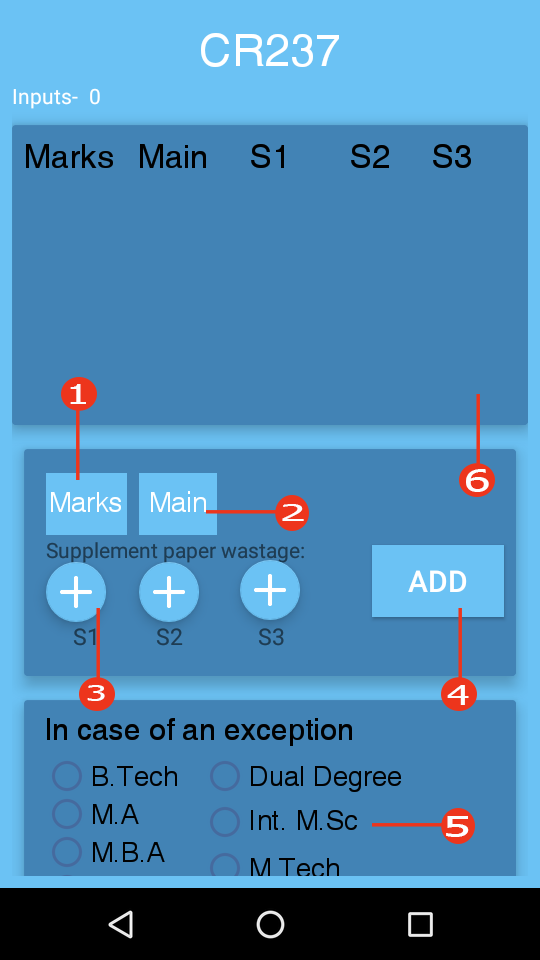 CR237
Inputs- 0
Marks Main S1 S2 S3
1
6
Marks Main
2
Supplement paper wastage:
ADD
S1 S2 S3
3
4
In case of an exception
B.Tech Dual Degree
M.A Int. M.Sc
5
M.B.A M.Tech